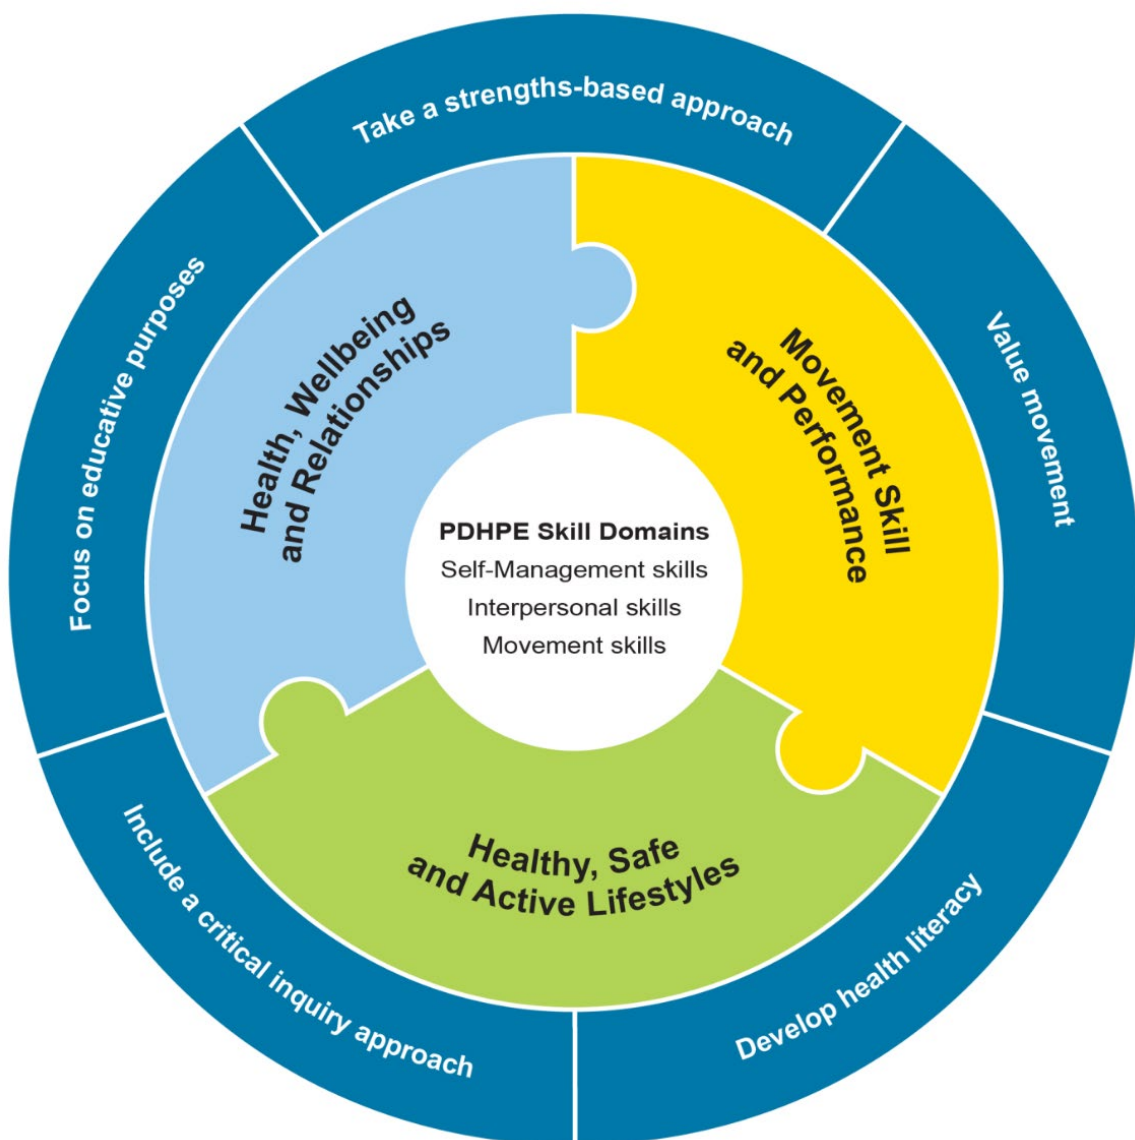 Take a strengths-based approach
Value movement
Develop health literacy
Include a critical inquiry approach
Focus on educative purposes
Health, Wellbeing
and Relationships
Movement Skill
and Performance
Healthy, Safe
and Active Lifestyles
PDHPE Skill Domains
Self-Management skills
Interpersonal skills
Movement skills